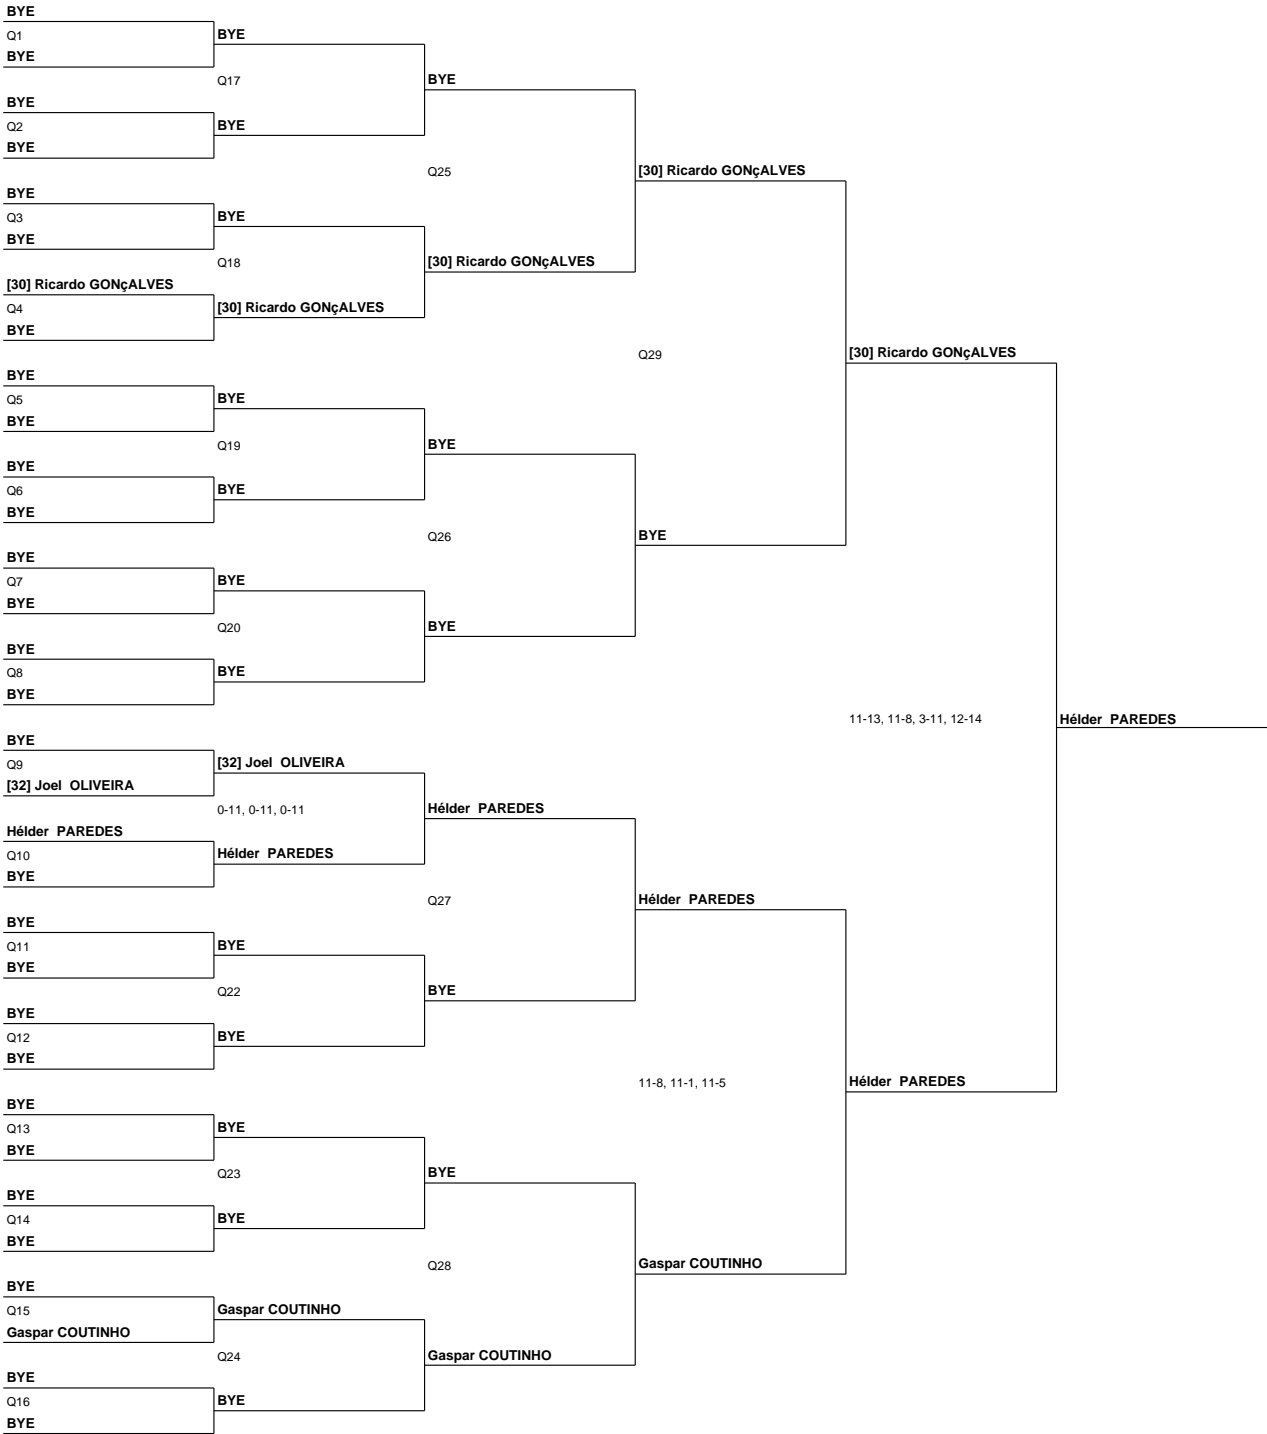 BYE
Q1
BYE
BYE
Q17
BYE
BYE
Q2
BYE
BYE
Q25
[30] Ricardo GONçALVES
BYE
Q3
BYE
BYE
Q18
[30] Ricardo GONçALVES
[30] Ricardo GONçALVES
Q4
[30] Ricardo GONçALVES
BYE
Q29
[30] Ricardo GONçALVES
BYE
Q5
BYE
BYE
Q19
BYE
BYE
Q6
BYE
BYE
Q26
BYE
BYE
Q7
BYE
BYE
Q20
BYE
BYE
Q8
BYE
BYE
11-13, 11-8, 3-11, 12-14
Hélder PAREDES
BYE
Q9
[32] Joel OLIVEIRA
[32] Joel OLIVEIRA
0-11, 0-11, 0-11
Hélder PAREDES
Hélder PAREDES
Q10
Hélder PAREDES
BYE
Q27
Hélder PAREDES
BYE
Q11
BYE
BYE
Q22
BYE
BYE
Q12
BYE
BYE
11-8, 11-1, 11-5
Hélder PAREDES
BYE
Q13
BYE
BYE
Q23
BYE
BYE
Q14
BYE
BYE
Q28
Gaspar COUTINHO
BYE
Q15
Gaspar COUTINHO
Gaspar COUTINHO
Q24
Gaspar COUTINHO
BYE
Q16
BYE
BYE